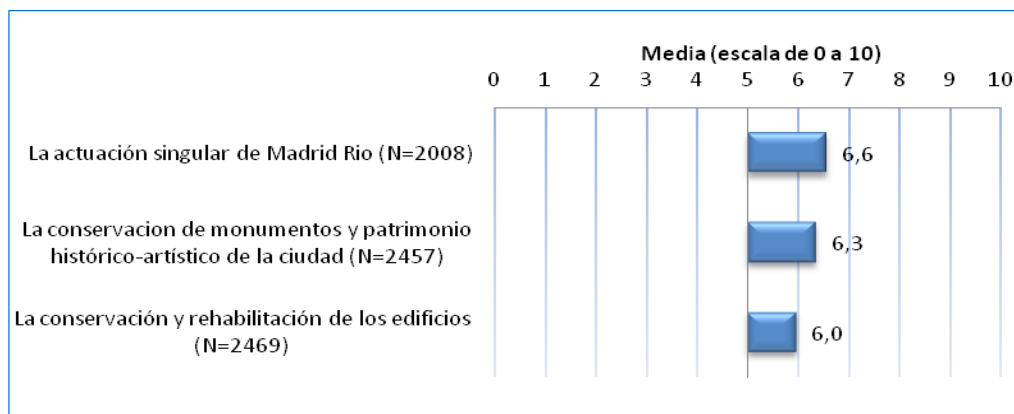 Media (escala de 0 a 10)
0 1 2 3 4 5 6 7 8 9 10
La actuación singular de Madrid Rio (N=2008)
6,6
La conservacion de monumentos y patrimonio
histórico-artístico de la ciudad (N=2457)
6,3
La conservación y rehabilitación de los edificios
(N=2469)
6,0